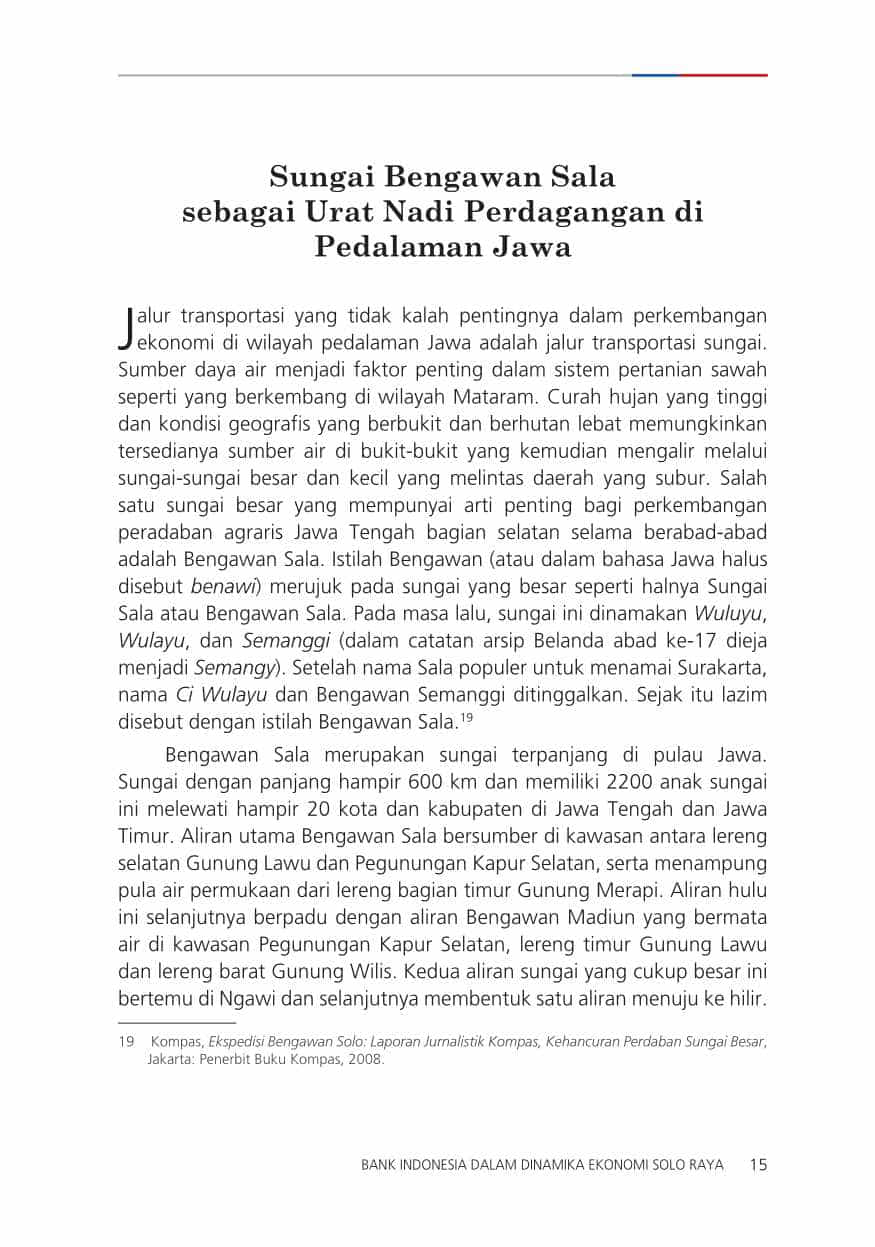 Sungai Bengawan Sala
sebagai Urat Nadi Perdagangan di
Pedalaman Jawa
Jalur transportasi yang tidak kalah pentingnya dalam perkembangan
ekonomi di wilayah pedalaman Jawa adalah jalur transportasi sungai.
Sumber daya air menjadi faktor penting dalam sistem pertanian sawah
seperti yang berkembang di wilayah Mataram. Curah hujan yang tinggi
dan kondisi geografis yang berbukit dan berhutan lebat memungkinkan
tersedianya sumber air di bukit-bukit yang kemudian mengalir melalui
sungai-sungai besar dan kecil yang melintas daerah yang subur. Salah
satu sungai besar yang mempunyai arti penting bagi perkembangan
peradaban agraris Jawa Tengah bagian selatan selama berabad-abad
adalah Bengawan Sala. Istilah Bengawan (atau dalam bahasa Jawa halus
disebut benawi) merujuk pada sungai yang besar seperti halnya Sungai
Sala atau Bengawan Sala. Pada masa lalu, sungai ini dinamakan Wuluyu,
Wulayu, dan Semanggi (dalam catatan arsip Belanda abad ke-17 dieja
menjadi Semangy). Setelah nama Sala populer untuk menamai Surakarta,
nama Ci Wulayu dan Bengawan Semanggi ditinggalkan. Sejak itu lazim
disebut dengan istilah Bengawan Sala.19
Bengawan Sala merupakan sungai terpanjang di pulau Jawa.
Sungai dengan panjang hampir 600 km dan memiliki 2200 anak sungai
ini melewati hampir 20 kota dan kabupaten di Jawa Tengah dan Jawa
Timur. Aliran utama Bengawan Sala bersumber di kawasan antara lereng
selatan Gunung Lawu dan Pegunungan Kapur Selatan, serta menampung
pula air permukaan dari lereng bagian timur Gunung Merapi. Aliran hulu
ini selanjutnya berpadu dengan aliran Bengawan Madiun yang bermata
air di kawasan Pegunungan Kapur Selatan, lereng timur Gunung Lawu
dan lereng barat Gunung Wilis. Kedua aliran sungai yang cukup besar ini
bertemu di Ngawi dan selanjutnya membentuk satu aliran menuju ke hilir.
19 Kompas, Ekspedisi Bengawan Solo: Laporan Jurnalistik Kompas, Kehancuran Perdaban Sungai Besar,
Jakarta: Penerbit Buku Kompas, 2008.
BANK INDONESIA DALAM DINAMIKA EKONOMI SOLO RAYA 15